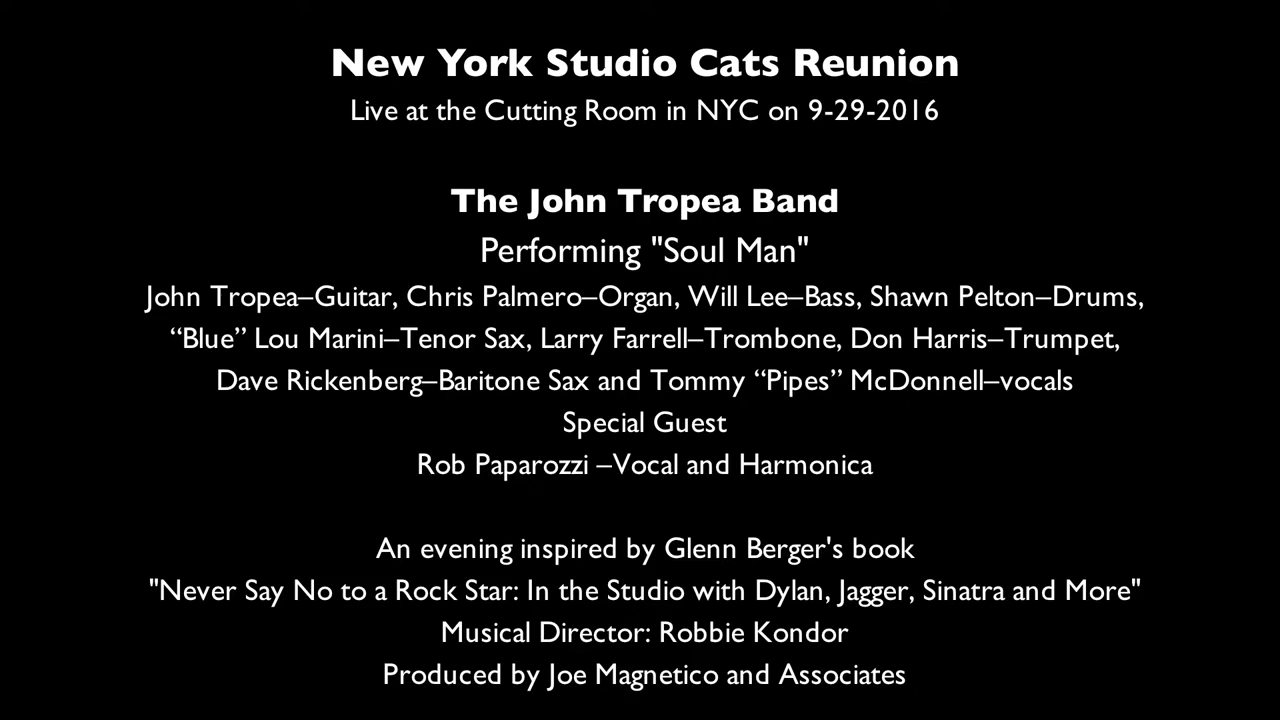 New York Studio Cats Reunion
Live at the Cutting Room in NYC on 9-29-2016
The John Tropea Band
Performing "Soul Man"
John Tropea–Guitar, Chris Palmero–Organ, Will Lee–Bass, Shawn Pelton–Drums,
“Blue” Lou Marini–Tenor Sax, Larry Farrell–Trombone, Don Harris–Trumpet,
Dave Rickenberg–Baritone Sax and Tommy “Pipes” McDonnell–vocals
Special Guest
Rob Paparozzi –Vocal and Harmonica
An evening inspired by Glenn Berger's book
"Never Say No to a Rock Star: In the Studio with Dylan, Jagger, Sinatra and More"
Musical Director: Robbie Kondor
Produced by Joe Magnetico and Associates